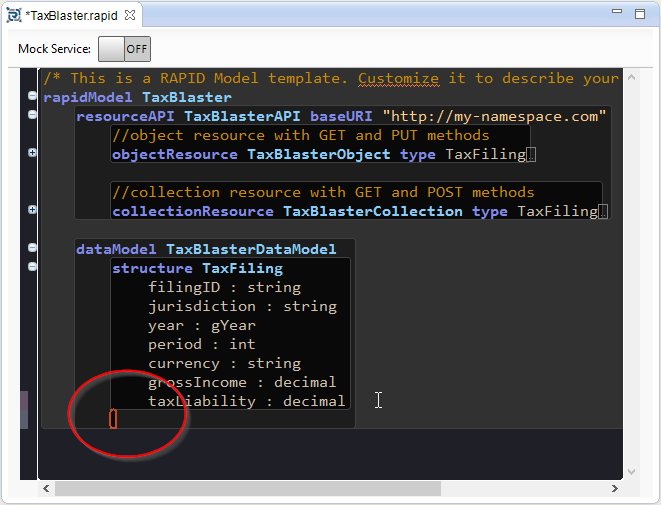 *TaxBlaster.rapid
Mock Service: OFF
/* This is a RAPID Model template. Customize it to describe your
rapidModel TaxBlaster
resourceAPI TaxBlasterAPI baseURI "http://my-namespace.com"
//object resource with GET and PUT methods
objectResource TaxBlasterObject type TaxFiling
//collection resource with GET and POST methods
collectionResource TaxBlasterCollection type TaxFiling
dataModel TaxBlasterDataModel
structure TaxFiling
filingID : string
jurisdiction : string
year : gYear
period : int
currency : string
grossIncome : decimal
taxLiability : decimal